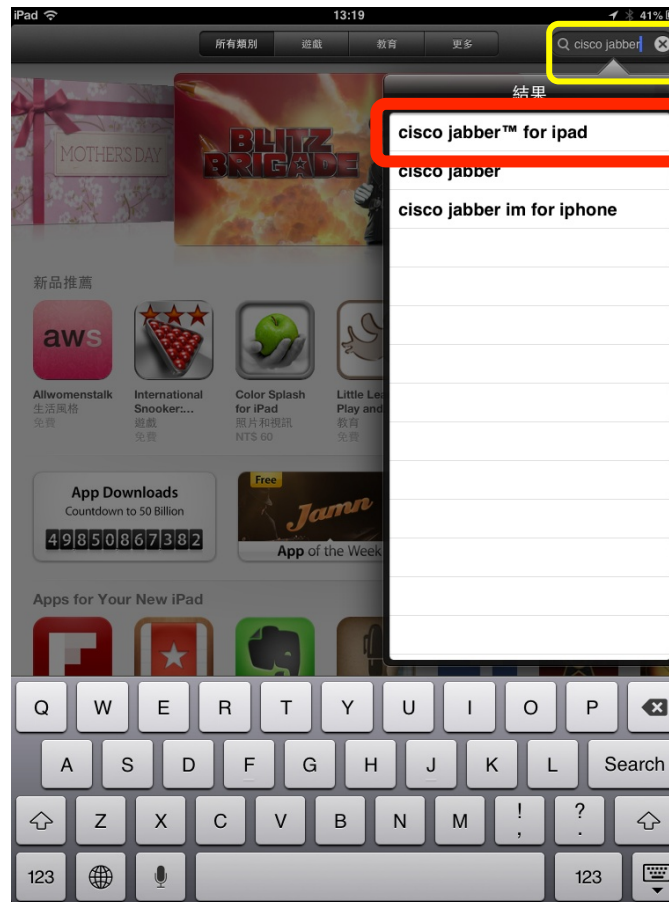 iPad 13:19 41%
所有類別 遊戲 教育 更多 cisco jabber
結果
cisco jabber™ for ipad
cisco jabber
cisco jabber im for iphone
MOTHERS DAY
BLITZ
BRIGADE
新品推薦
aws
Allwomenstalk
生活風格
免費
International
Snooker:...
遊戲
免費
Color Splash
for iPad
照片和視訊
NT$ 60
Play and
教育
免費
App Downloads
Countdown to 50 Billion
49850867382
Free
Jamn
App of the Week
Apps for Your New iPad
Q W E R T Y U I O P
A S D F G H J K L Search
Z X C V B N M ! , ? .
123 123